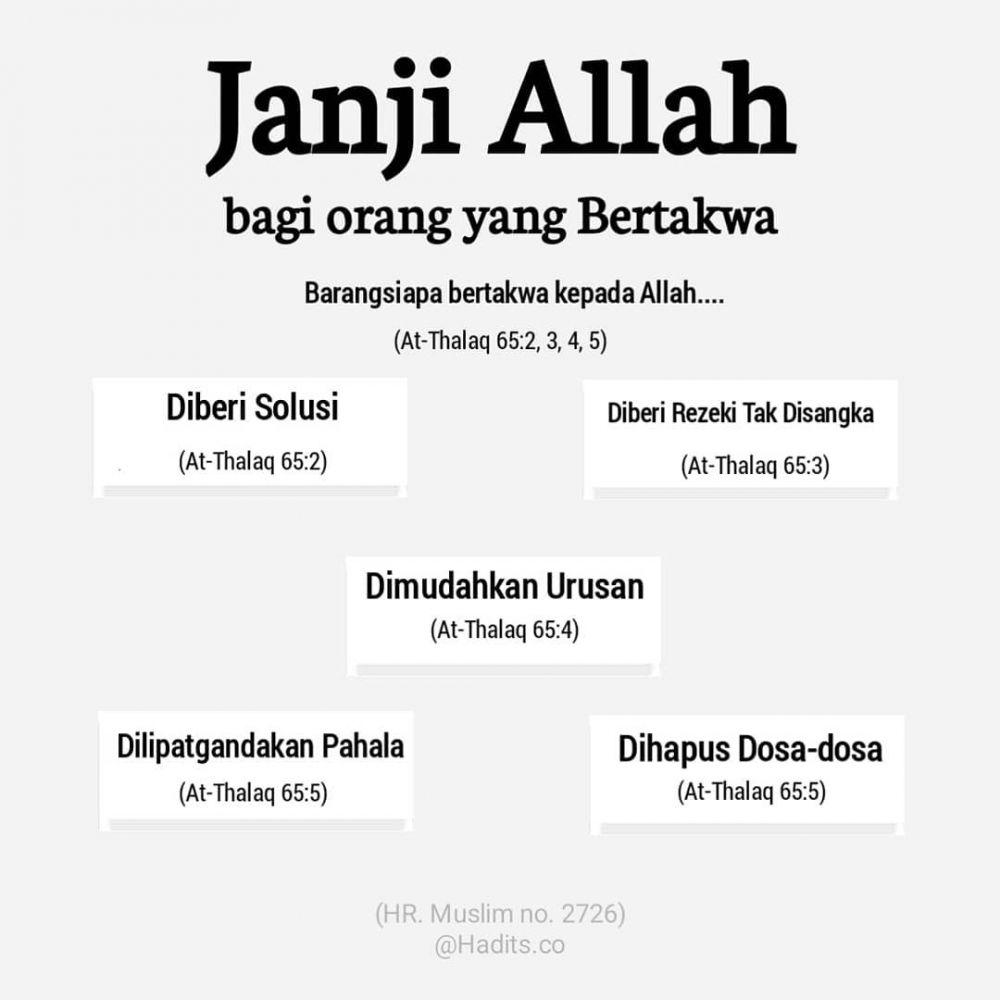 Janji Allah
bagi orang yang Bertakwa
Barangsiapa bertakwa kepada Allah....
(At-Thalaq 65:2, 3, 4, 5)
Diberi Solusi
(At-Thalaq 65:2)
Diberi Rezeki Tak Disangka
(At-Thalaq 65:3)
Dimudahkan Urusan
(At-Thalaq 65:4)
Dilipatgandakan Pahala
(At-Thalaq 65:5)
Dihapus Dosa-dosa
(At-Thalaq 65:5)
(HR. Muslim no. 2726)
@Hadits.co